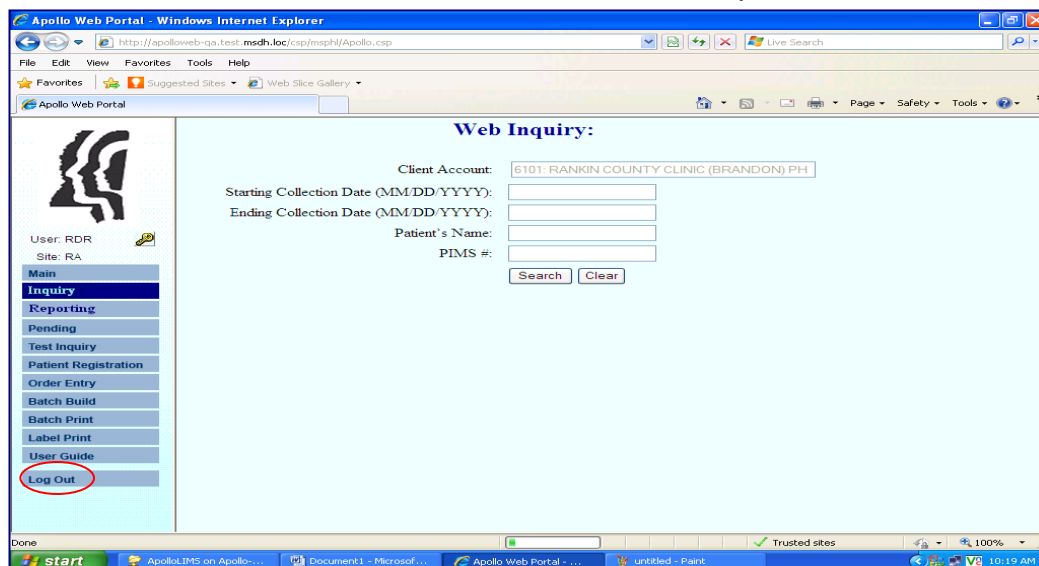 Apollo Web Portal - Windows Internet Explorer
http://apolloweb-qa.test.msdh.loc/csp/msphl/Apollo.csp
Live Search
File Edit View Favorites Tools Help
Favorites Suggested Sites Web Slice Gallery
Apollo Web Portal
Page Safety Tools
Web Inquiry:
Client Account: 6101: RANKIN COUNTY CLINIC (BRANDON) PH
Starting Collection Date (MM/DD/YYYY):
Ending Collection Date (MM/DD/YYYY):
Patient's Name:
PIMS #:
Search Clear
User: RDR
Site: RA
Main
Inquiry
Reporting
Pending
Test Inquiry
Patient Registration
Order Entry
Batch Build
Batch Print
Label Print
User Guide
Log Out
Done Trusted sites 100%
start ApolloLIMS on Apollo-... Document1 - Microsof... Apollo Web Portal - ... untitled - Paint 10:19 AM